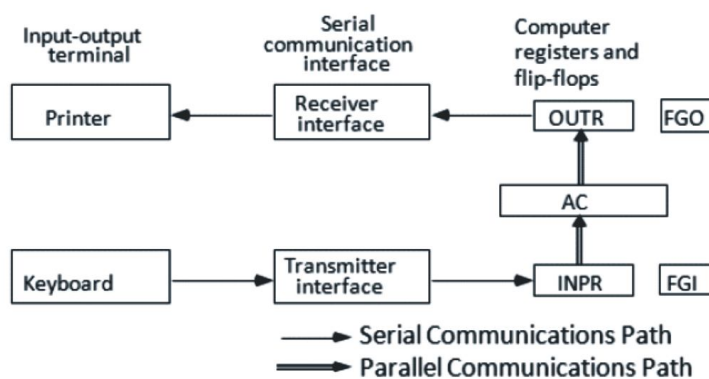 Input-output
terminal
Serial
communication
interface
Computer
registers and
flip-flops
Printer
Receiver
interface
OUTR
FGO
AC
Keyboard
Transmitter
interface
INPR
FGI
Serial Communications Path
Parallel Communications Path